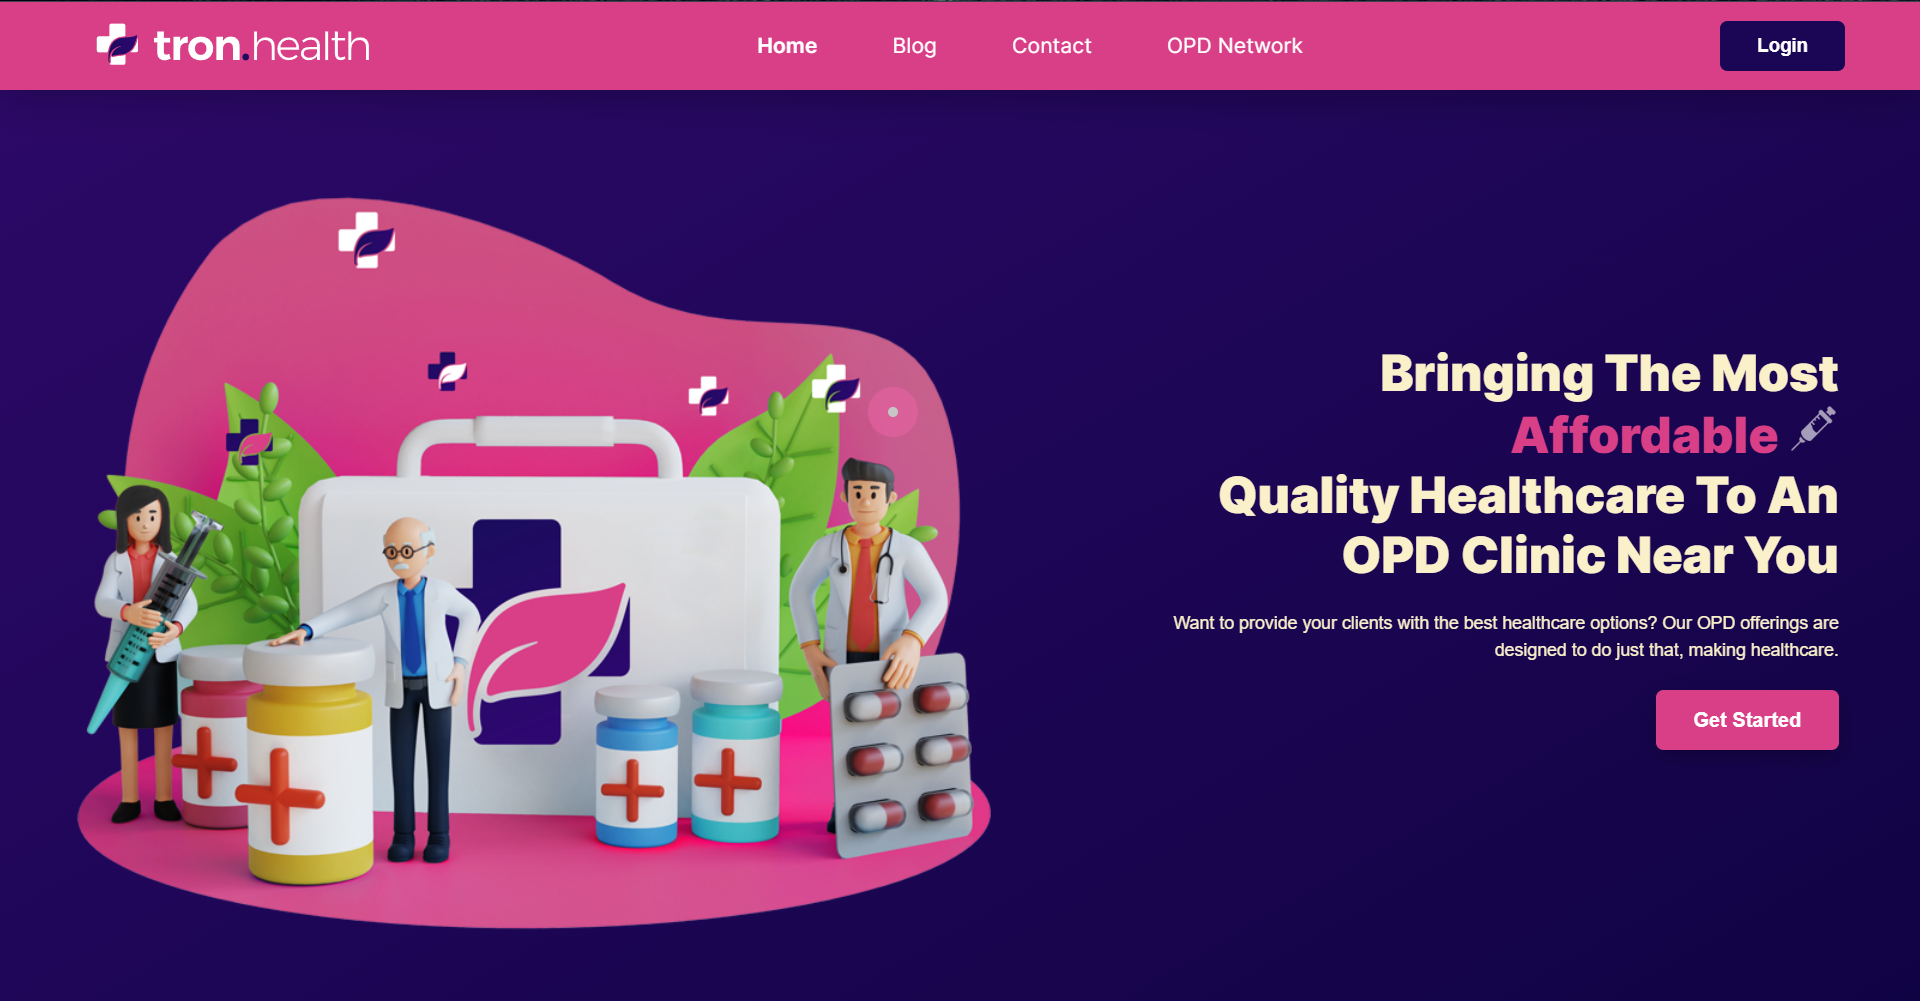 tron.health
Home
Blog
Contact
OPD Network
Login
Bringing The Most
Affordable
Quality Healthcare To An
OPD Clinic Near You
Want to provide your clients with the best healthcare options? Our OPD offerings are
designed to do just that, making healthcare.
Get Started